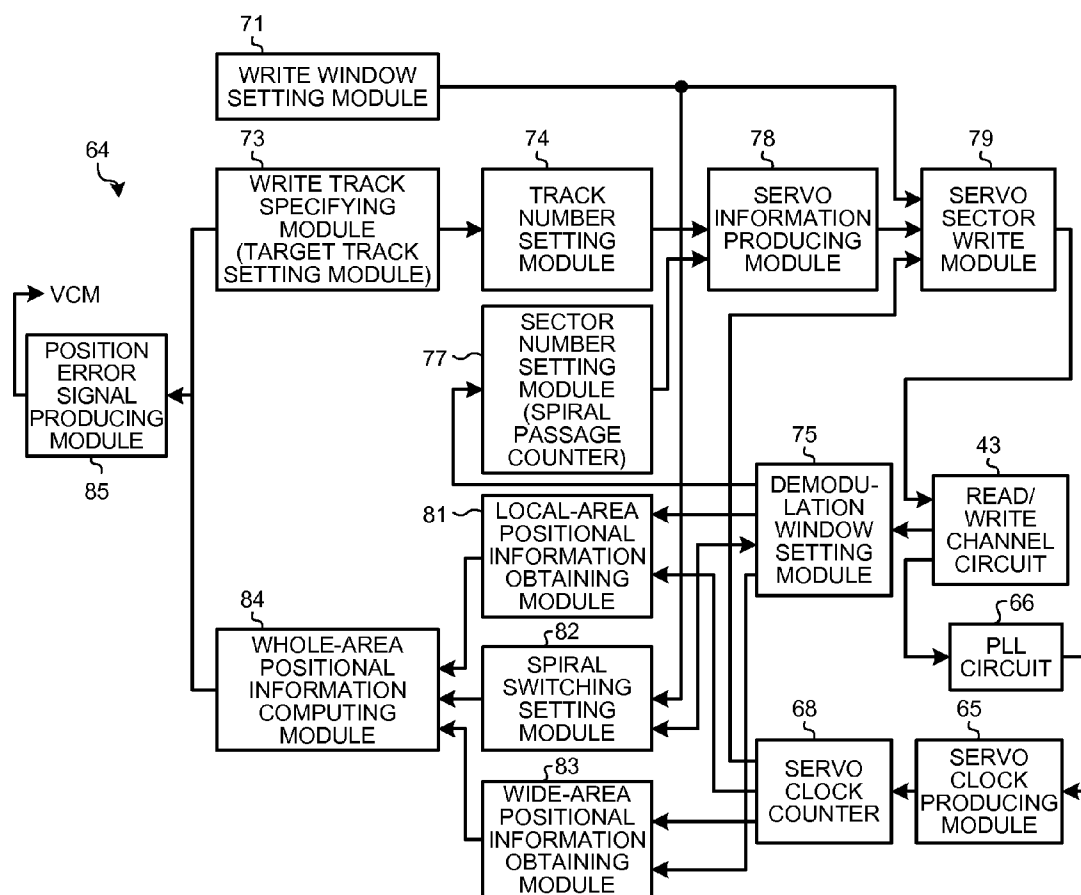 71
WRITE WINDOW
SETTING MODULE
64
73
WRITE TRACK
SPECIFYING
MODULE
(TARGET TRACK
SETTING MODULE)
74
TRACK
NUMBER
SETTING
MODULE
78
SERVO
INFORMATION
PRODUCING
MODULE
79
SERVO
SECTOR
WRITE
MODULE
VCM
POSITION
ERROR
SIGNAL
PRODUCING
MODULE
85
77
SECTOR
NUMBER
SETTING
MODULE
(SPIRAL
PASSAGE
COUNTER)
75
DEMODU-
LATION
WINDOW
SETTING
MODULE
43
READ/
WRITE
CHANNEL
CIRCUIT
81
LOCAL-AREA
POSITIONAL
INFORMATION
OBTAINING
MODULE
66
PLL
CIRCUIT
84
WHOLE-AREA
POSITIONAL
INFORMATION
COMPUTING
MODULE
82
SPIRAL
SWITCHING
SETTING
MODULE
68
SERVO
CLOCK
COUNTER
65
SERVO
CLOCK
PRODUCING
MODULE
83
WIDE-AREA
POSITIONAL
INFORMATION
OBTAINING
MODULE